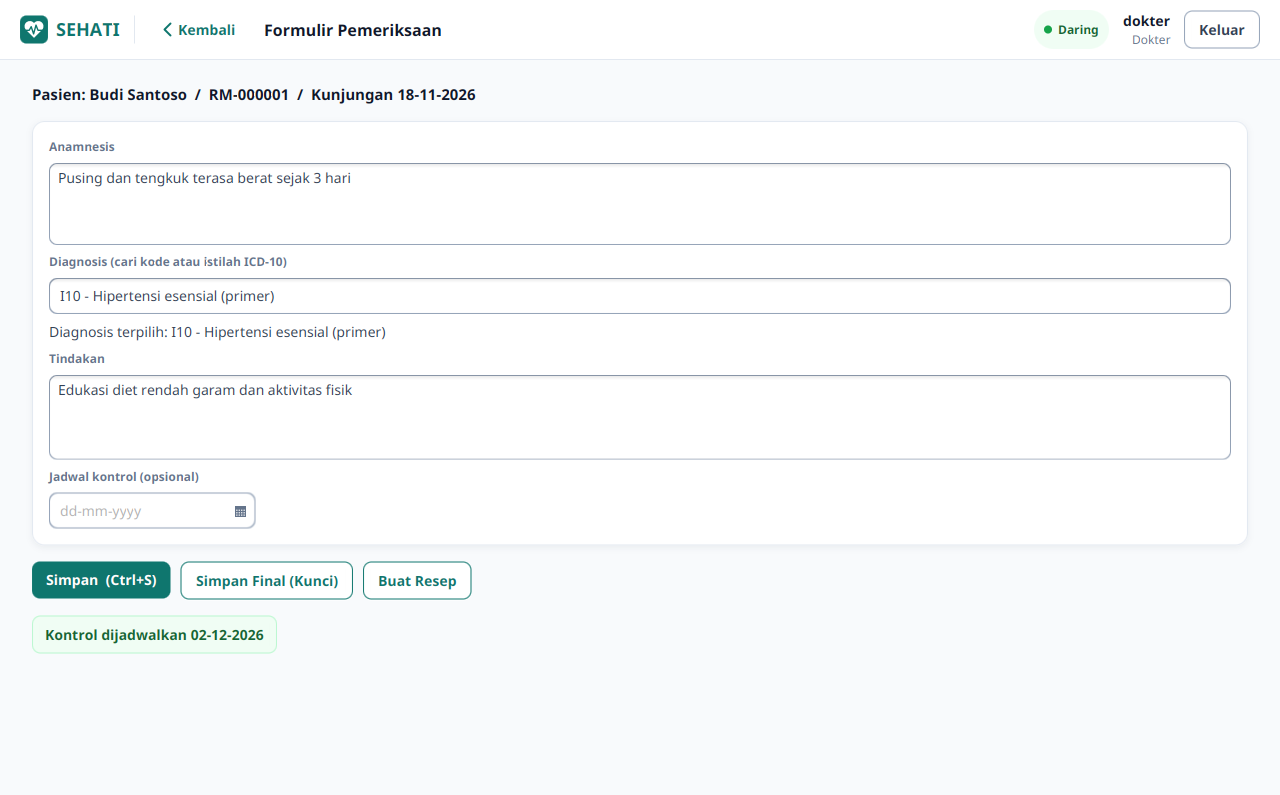 SEHATI
Kembali
Formulir Pemeriksaan
Daring
dokter
Dokter
Keluar
Pasien: Budi Santoso / RM-000001 / Kunjungan 18-11-2026
Anamnesis
Pusing dan tengkuk terasa berat sejak 3 hari
Diagnosis (cari kode atau istilah ICD-10)
I10 - Hipertensi esensial (primer)
Diagnosis terpilih: I10 - Hipertensi esensial (primer)
Tindakan
Edukasi diet rendah garam dan aktivitas fisik
Jadwal kontrol (opsional)
dd-mm-yyyy
Simpan (Ctrl+S)
Simpan Final (Kunci)
Buat Resep
Kontrol dijadwalkan 02-12-2026